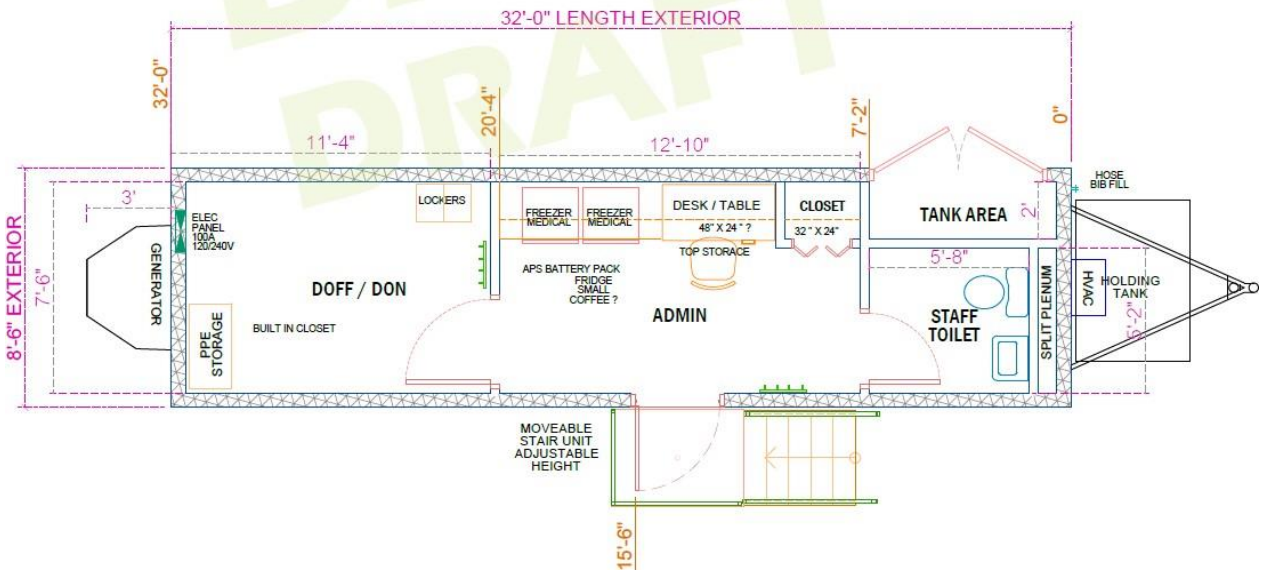 DRAFT
32'-0" LENGTH EXTERIOR
32'-0"
20'-4"
7'-2"
0"
11'-4"
12'-10"
3'
8'-6" EXTERIOR
7'-6"
GENERATOR
ELEC
PANEL
100A
120/240V
LOCKERS
DOFF / DON
BUILT IN CLOSET
PPE
STORAGE
FREEZER
MEDICAL
FREEZER
MEDICAL
DESK / TABLE
48" X 24 " ?
TOP STORACE
CLOSET
32 " X 24"
APS BATTERY PACK
FRIDGE
SMALL
COFFEE ?
ADMIN
TANK AREA
2'
5'-8"
STAFF
TOILET
SPLIT PLENUM
HVAC
HOSE
BIB FILL
HOLDING
TANK
MOVEABLE
STAIR UNIT
ADJUSTABLE
HEIGHT
15'-6"